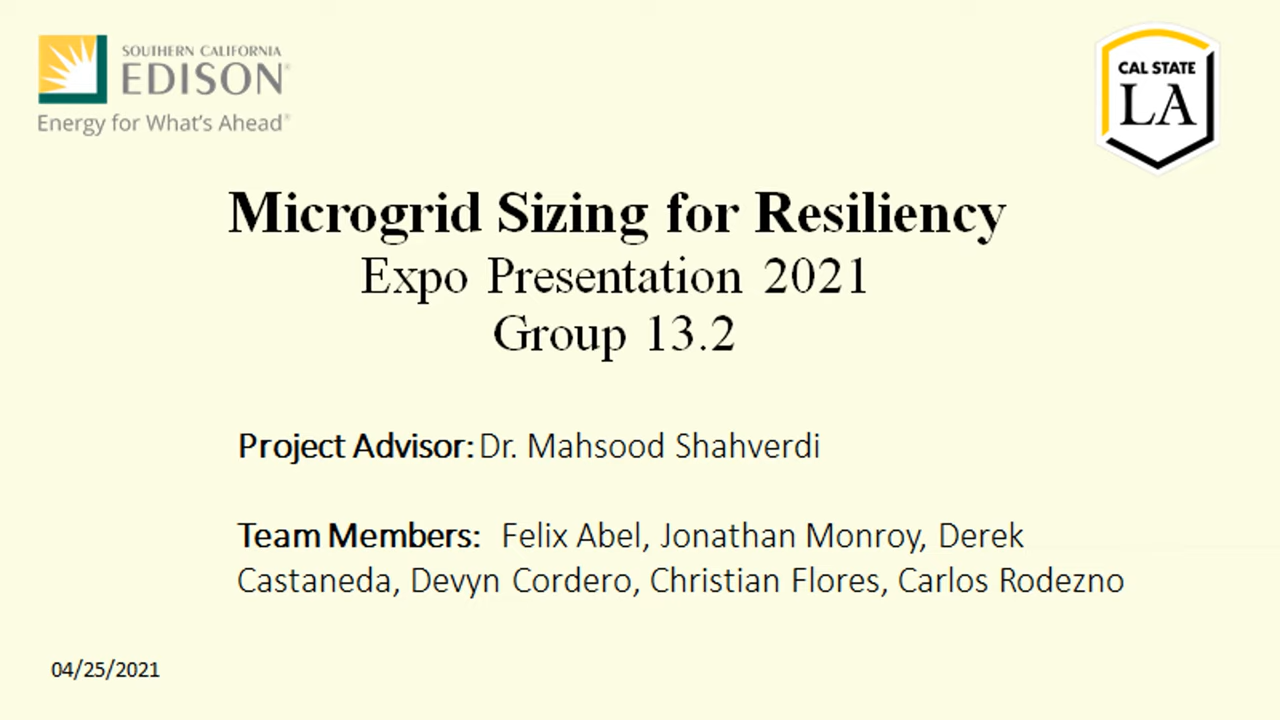 SOUTHERN CALIFORNIA
EDISON®
Energy for What's Ahead®
CAL STATE
LA
Microgrid Sizing for Resiliency
Expo Presentation 2021
Group 13.2
Project Advisor: Dr. Mahsood Shahverdi
Team Members: Felix Abel, Jonathan Monroy, Derek
Castaneda, Devyn Cordero, Christian Flores, Carlos Rodezno
04/25/2021